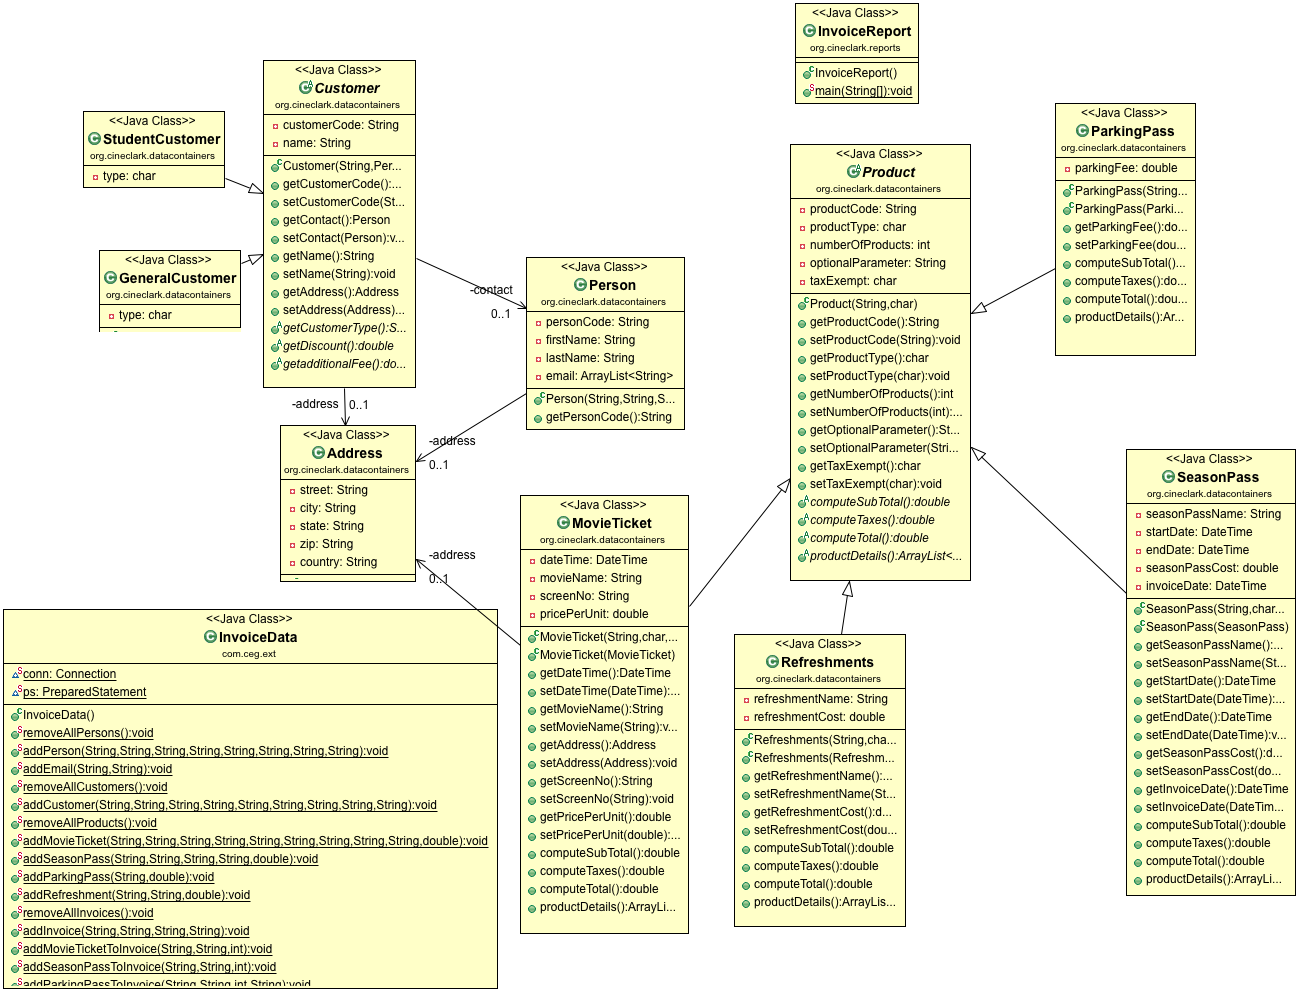 <<Java Class>>
InvoiceReport
org.cineclark.reports
InvoiceReport()
main(String[]):void
<<Java Class>>
Customer
org.cineclark.datacontainers
customerCode: String
name: String
Customer(String,Per...
getCustomerCode():...
setCustomerCode(St...
getContact():Person
setContact(Person):v...
getName():String
setName(String):void
getAddress():Address
setAddress(Address)...
getCustomerType():S...
getDiscount():double
getadditionalFee():do...
<<Java Class>>
StudentCustomer
org.cineclark.datacontainers
type: char
<<Java Class>>
GeneralCustomer
org.cineclark.datacontainers
type: char
-contact
0..1
<<Java Class>>
Person
org.cineclark.datacontainers
personCode: String
firstName: String
lastName: String
email: ArrayList<String>
Person(String,String,S...
getPersonCode():String
-address
0..1
-address
0..1
<<Java Class>>
Address
org.cineclark.datacontainers
street: String
city: String
state: String
zip: String
country: String
-address
0..1
<<Java Class>>
Product
org.cineclark.datacontainers
productCode: String
productType: char
numberOfProducts: int
optionalParameter: String
taxExempt: char
Product(String,char)
getProductCode():String
setProductCode(String):void
getProductType():char
setProductType(char):void
getNumberOfProducts():int
setNumberOfProducts(int):...
getOptionalParameter():St...
setOptionalParameter(Stri...
getTaxExempt():char
setTaxExempt(char):void
computeSubTotal():double
computeTaxes():double
computeTotal():double
productDetails():ArrayList<...
<<Java Class>>
ParkingPass
org.cineclark.datacontainers
parkingFee: double
ParkingPass(String...
ParkingPass(Parki...
getParkingFee():do...
setParkingFee(dou...
computeSubTotal()...
computeTaxes():do...
computeTotal():dou...
productDetails():Ar...
<<Java Class>>
SeasonPass
org.cineclark.datacontainers
seasonPassName: String
startDate: DateTime
endDate: DateTime
seasonPassCost: double
invoiceDate: DateTime
SeasonPass(String,char...
SeasonPass(SeasonPass)
getSeasonPassName():...
setSeasonPassName(St...
getStartDate():DateTime
setStartDate(DateTime):...
getEndDate():DateTime
setEndDate(DateTime):v...
getSeasonPassCost():d...
setSeasonPassCost(do...
getInvoiceDate():DateTime
setInvoiceDate(DateTim...
computeSubTotal():double
computeTaxes():double
computeTotal():double
productDetails():ArrayLi...
<<Java Class>>
MovieTicket
org.cineclark.datacontainers
dateTime: DateTime
movieName: String
screenNo: String
pricePerUnit: double
MovieTicket(String,char,...
MovieTicket(MovieTicket)
getDateTime():DateTime
setDateTime(DateTime):...
getMovieName():String
setMovieName(String):v...
getAddress():Address
setAddress(Address):void
getScreenNo():String
setScreenNo(String):void
getPricePerUnit():double
setPricePerUnit(double):...
computeSubTotal():double
computeTaxes():double
computeTotal():double
productDetails():ArrayLi...
<<Java Class>>
Refreshments
org.cineclark.datacontainers
refreshmentName: String
refreshmentCost: double
Refreshments(String,cha...
Refreshments(Refreshm...
getRefreshmentName():...
setRefreshmentName(St...
getRefreshmentCost():d...
setRefreshmentCost(dou...
computeSubTotal():double
computeTaxes():double
computeTotal():double
productDetails():ArrayLis...
<<Java Class>>
InvoiceData
com.ceg.ext
conn: Connection
ps: PreparedStatement
InvoiceData()
removeAllPersons():void
addPerson(String,String,String,String,String,String,String,String):void
addEmail(String,String):void
removeAllCustomers():void
addCustomer(String,String,String,String,String,String,String,String,String):void
removeAllProducts():void
addMovieTicket(String,String,String,String,String,String,String,String,double):void
addSeasonPass(String,String,String,String,double):void
addParkingPass(String,double):void
addRefreshment(String,String,double):void
removeAllInvoices():void
addInvoice(String,String,String,String):void
addMovieTicketToInvoice(String,String,int):void
addSeasonPassToInvoice(String,String,int):void
addParkingPassToInvoice(String,String,int,String):void